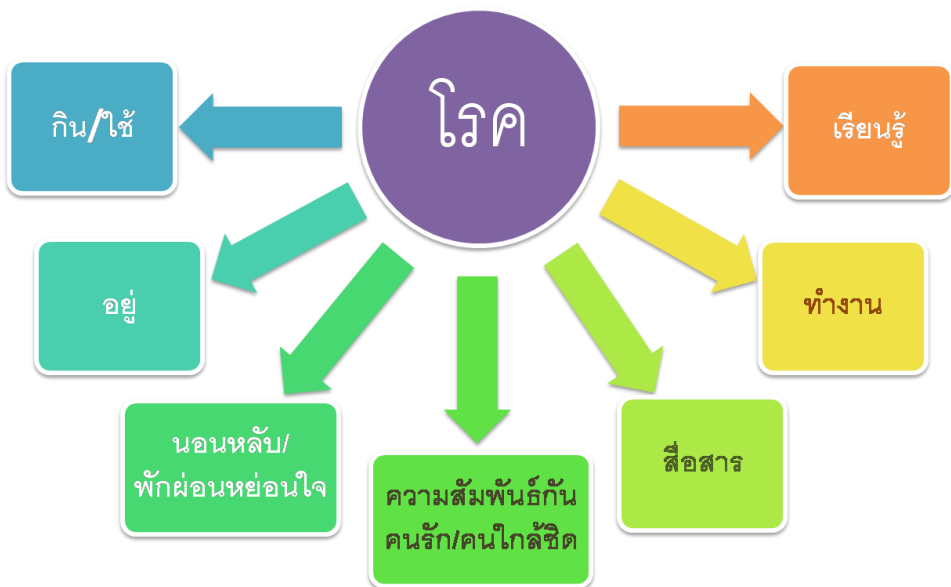 โรค
กิน/ใช้
เรียนรู้
อยู่
ทำงาน
นอนหลับ/
พักผ่อนหย่อนใจ
สื่อสาร
ความสัมพันธ์กัน
คนรัก/คนใกล้ชิด